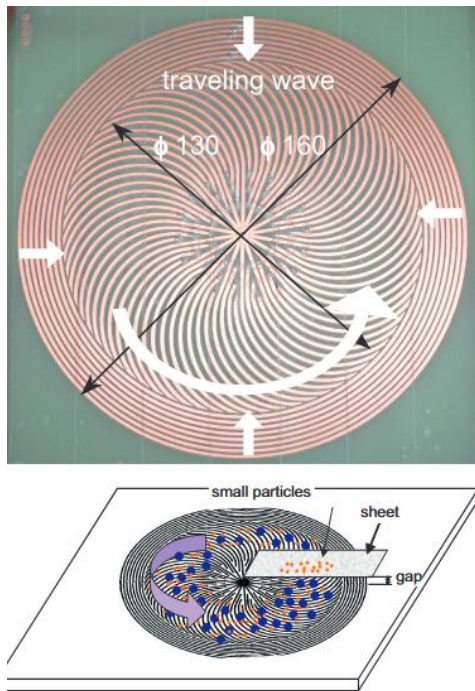 traveling wave
ϕ 130
ϕ 160
small particles
sheet
gap